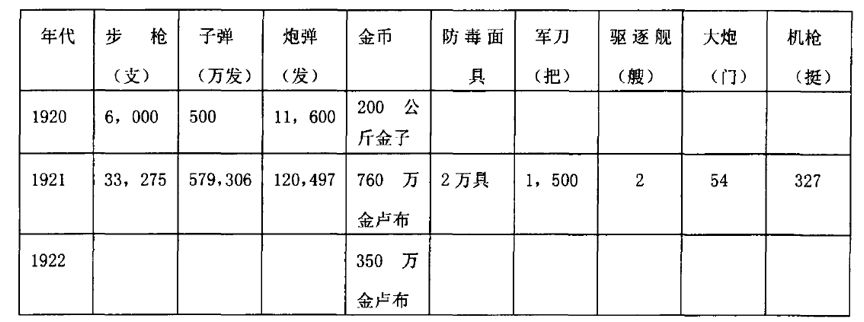 年代 步枪 子弹 炮弹 金币 防毒面 军刀 驱逐舰 大炮 机枪
（支） （万发） （发） 具 （把） （艘） （门） （挺）
1920 6，000 500 11，600 200 公
斤金子
1921 33，275 579,306 120,497 760 万 2万具 1，500 2 54 327
金卢布
1922 350 万
金卢布